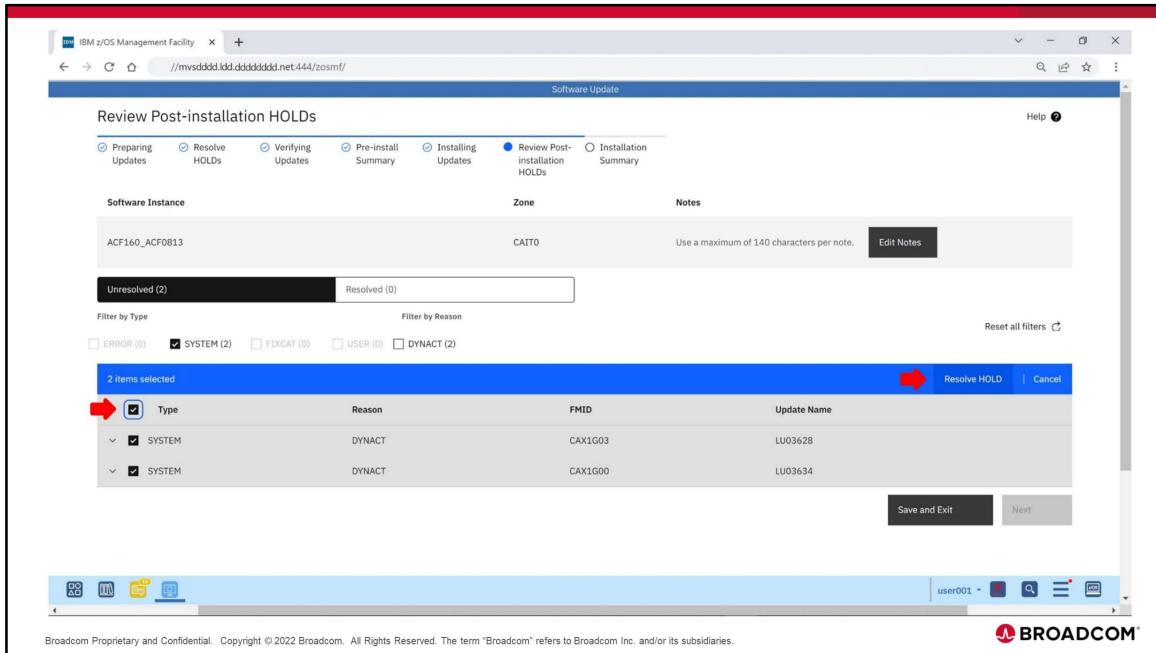 IBM z/OS Management Facility
//mvsdddd.ldd.dddddddd.net:444/zosmf/
Software Update
Review Post-installation HOLDs
Help
Preparing Updates
Resolve HOLDs
Verifying Updates
Pre-install Summary
Installing Updates
Review Post-installation HOLDs
Installation Summary
Software Instance Zone Notes
ACF160_ACF0813 CAIT0 Use a maximum of 140 characters per note. Edit Notes
Unresolved (2) Resolved (0)
Filter by Type Filter by Reason
Reset all filters
ERROR (0) SYSTEM (2) FIXCAT (0) USER (0) DYNACT (2)
2 items selected Resolve HOLD | Cancel
Type Reason FMID Update Name
SYSTEM DYNACT CAX1G03 LU03628
SYSTEM DYNACT CAX1G00 LU03634
Save and Exit Next
user001
Broadcom Proprietary and Confidential. Copyright © 2022 Broadcom. All Rights Reserved. The term “Broadcom” refers to Broadcom Inc. and/or its subsidiaries.
BROADCOM